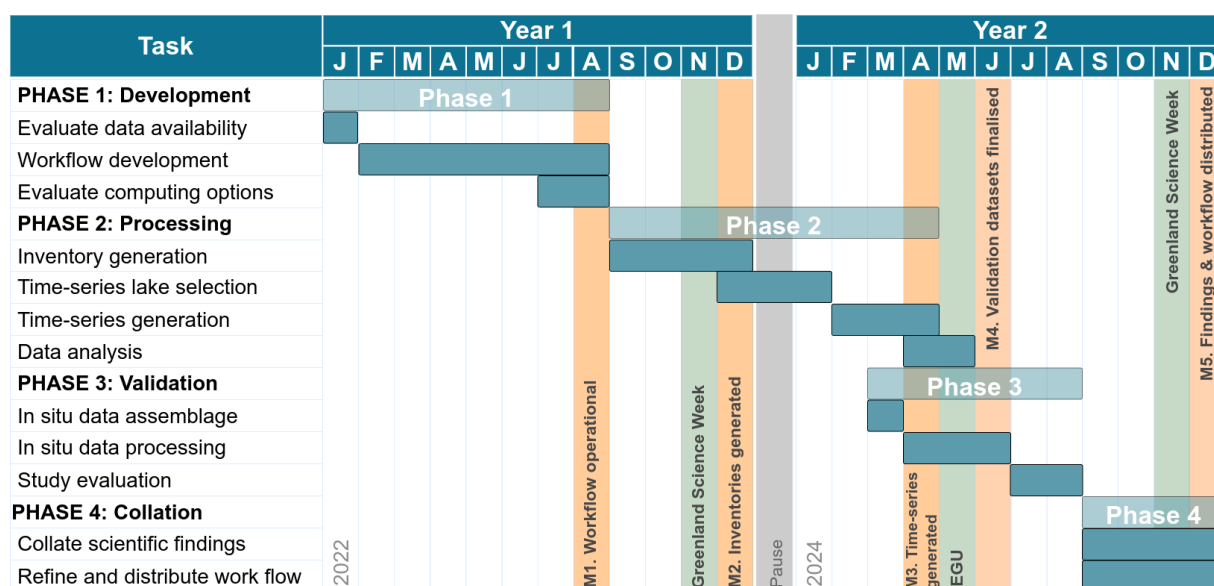 Task
Year 1
Year 2
J F M A M J J A S O N D
J F M A M J J A S O N D
PHASE 1: Development
Phase 1
Evaluate data availability
Workflow development
Evaluate computing options
PHASE 2: Processing
Phase 2
Inventory generation
Time-series lake selection
Time-series generation
Data analysis
PHASE 3: Validation
Phase 3
In situ data assemblage
In situ data processing
Study evaluation
PHASE 4: Collation
Phase 4
Collate scientific findings
Refine and distribute work flow
2022
M1. Workflow operational
Greenland Science Week
M2. Inventories generated
Pause
2024
M3. Time-series
generated
EGU
M4. Validation datasets finalised
Greenland Science Week
M5. Findings & workflow distributed